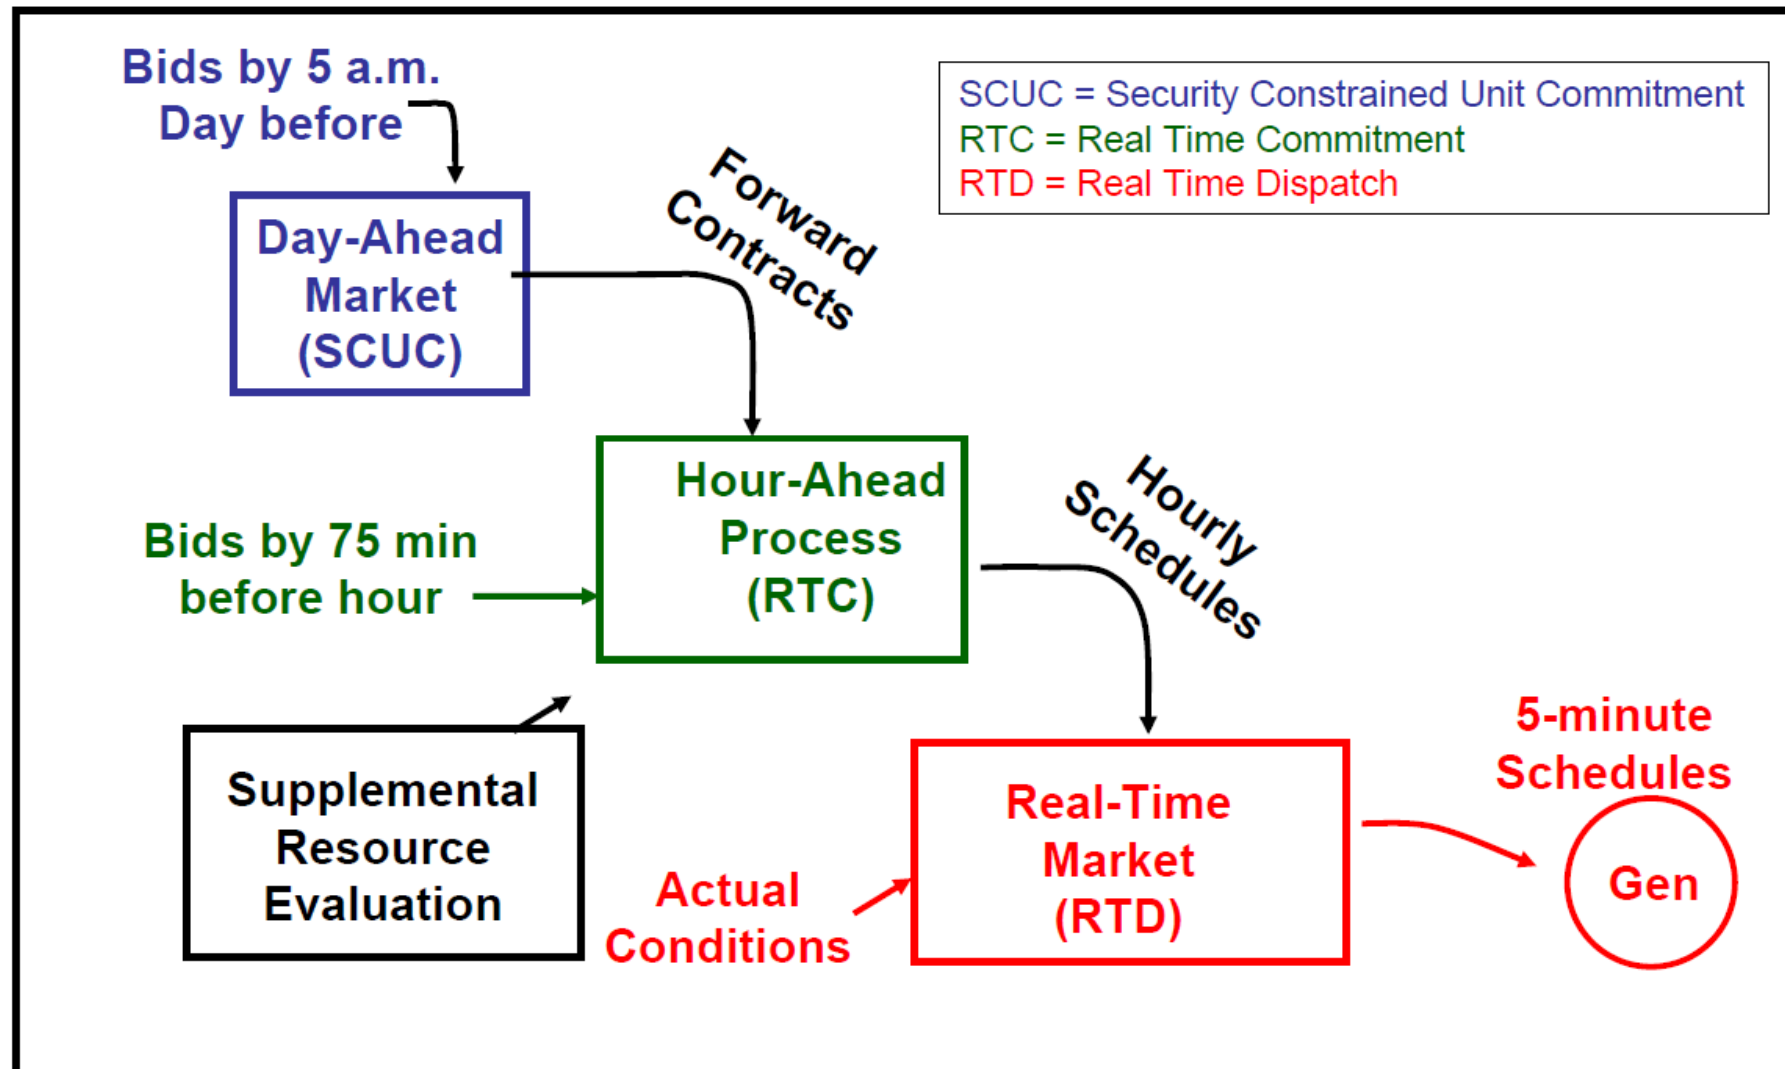 Bids by 5 a.m.
Day before
SCUC = Security Constrained Unit Commitment
RTC = Real Time Commitment
RTD = Real Time Dispatch
Day-Ahead
Market
(SCUC)
Forward
Contracts
Hour-Ahead
Process
(RTC)
Bids by 75 min
before hour
Hourly
Schedules
Supplemental
Resource
Evaluation
Actual
Conditions
Real-Time
Market
(RTD)
5-minute
Schedules
Gen